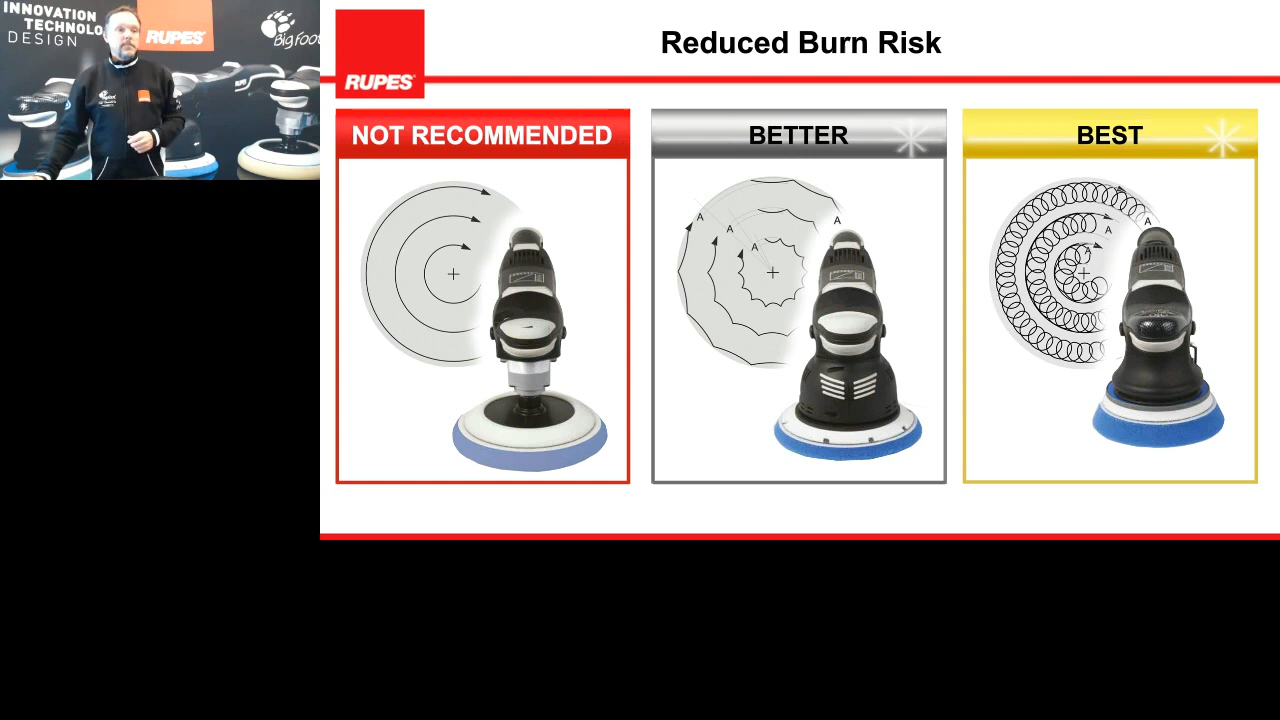 INNOVATION
TECHNOLO
DESIGN
RUPES
BigFoot
RUPES
Reduced Burn Risk
NOT RECOMMENDED
BETTER
BEST
A
A
A
A
A
A